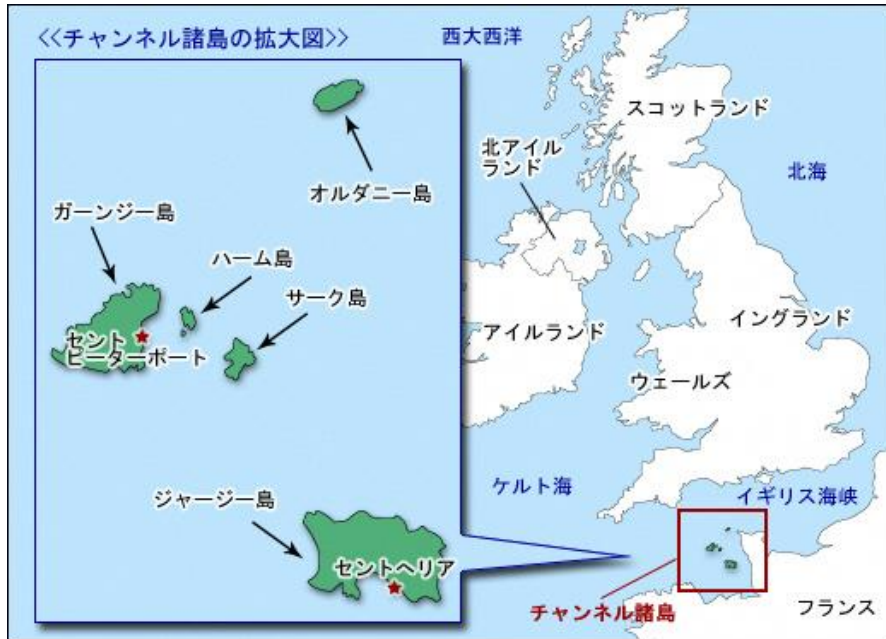 ≪チャンネル諸島の拡大図≫
西大西洋
スコットランド
北アイル
ランド
北海
オルダニー島
ガーンジー島
ハーム島
サーク島
セント
ピーターポート
アイルランド
イングランド
ウェールズ
ケルト海
イギリス海峡
ジャージー島
セントヘリア
チャンネル諸島
フランス